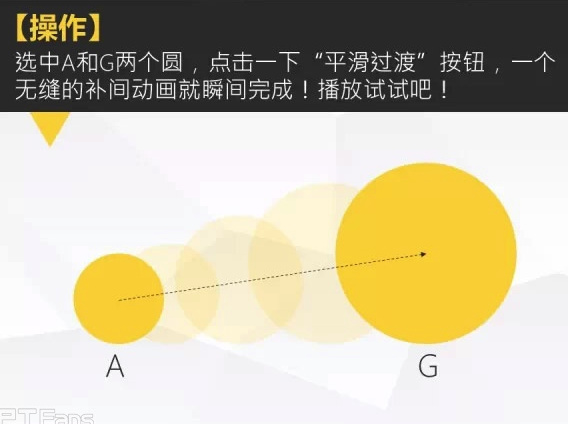 【操作】
选中A和G两个圆，点击一下“平滑过渡”按钮，一个
无缝的补间动画就瞬间完成！播放试试吧！
A
G
PTFans